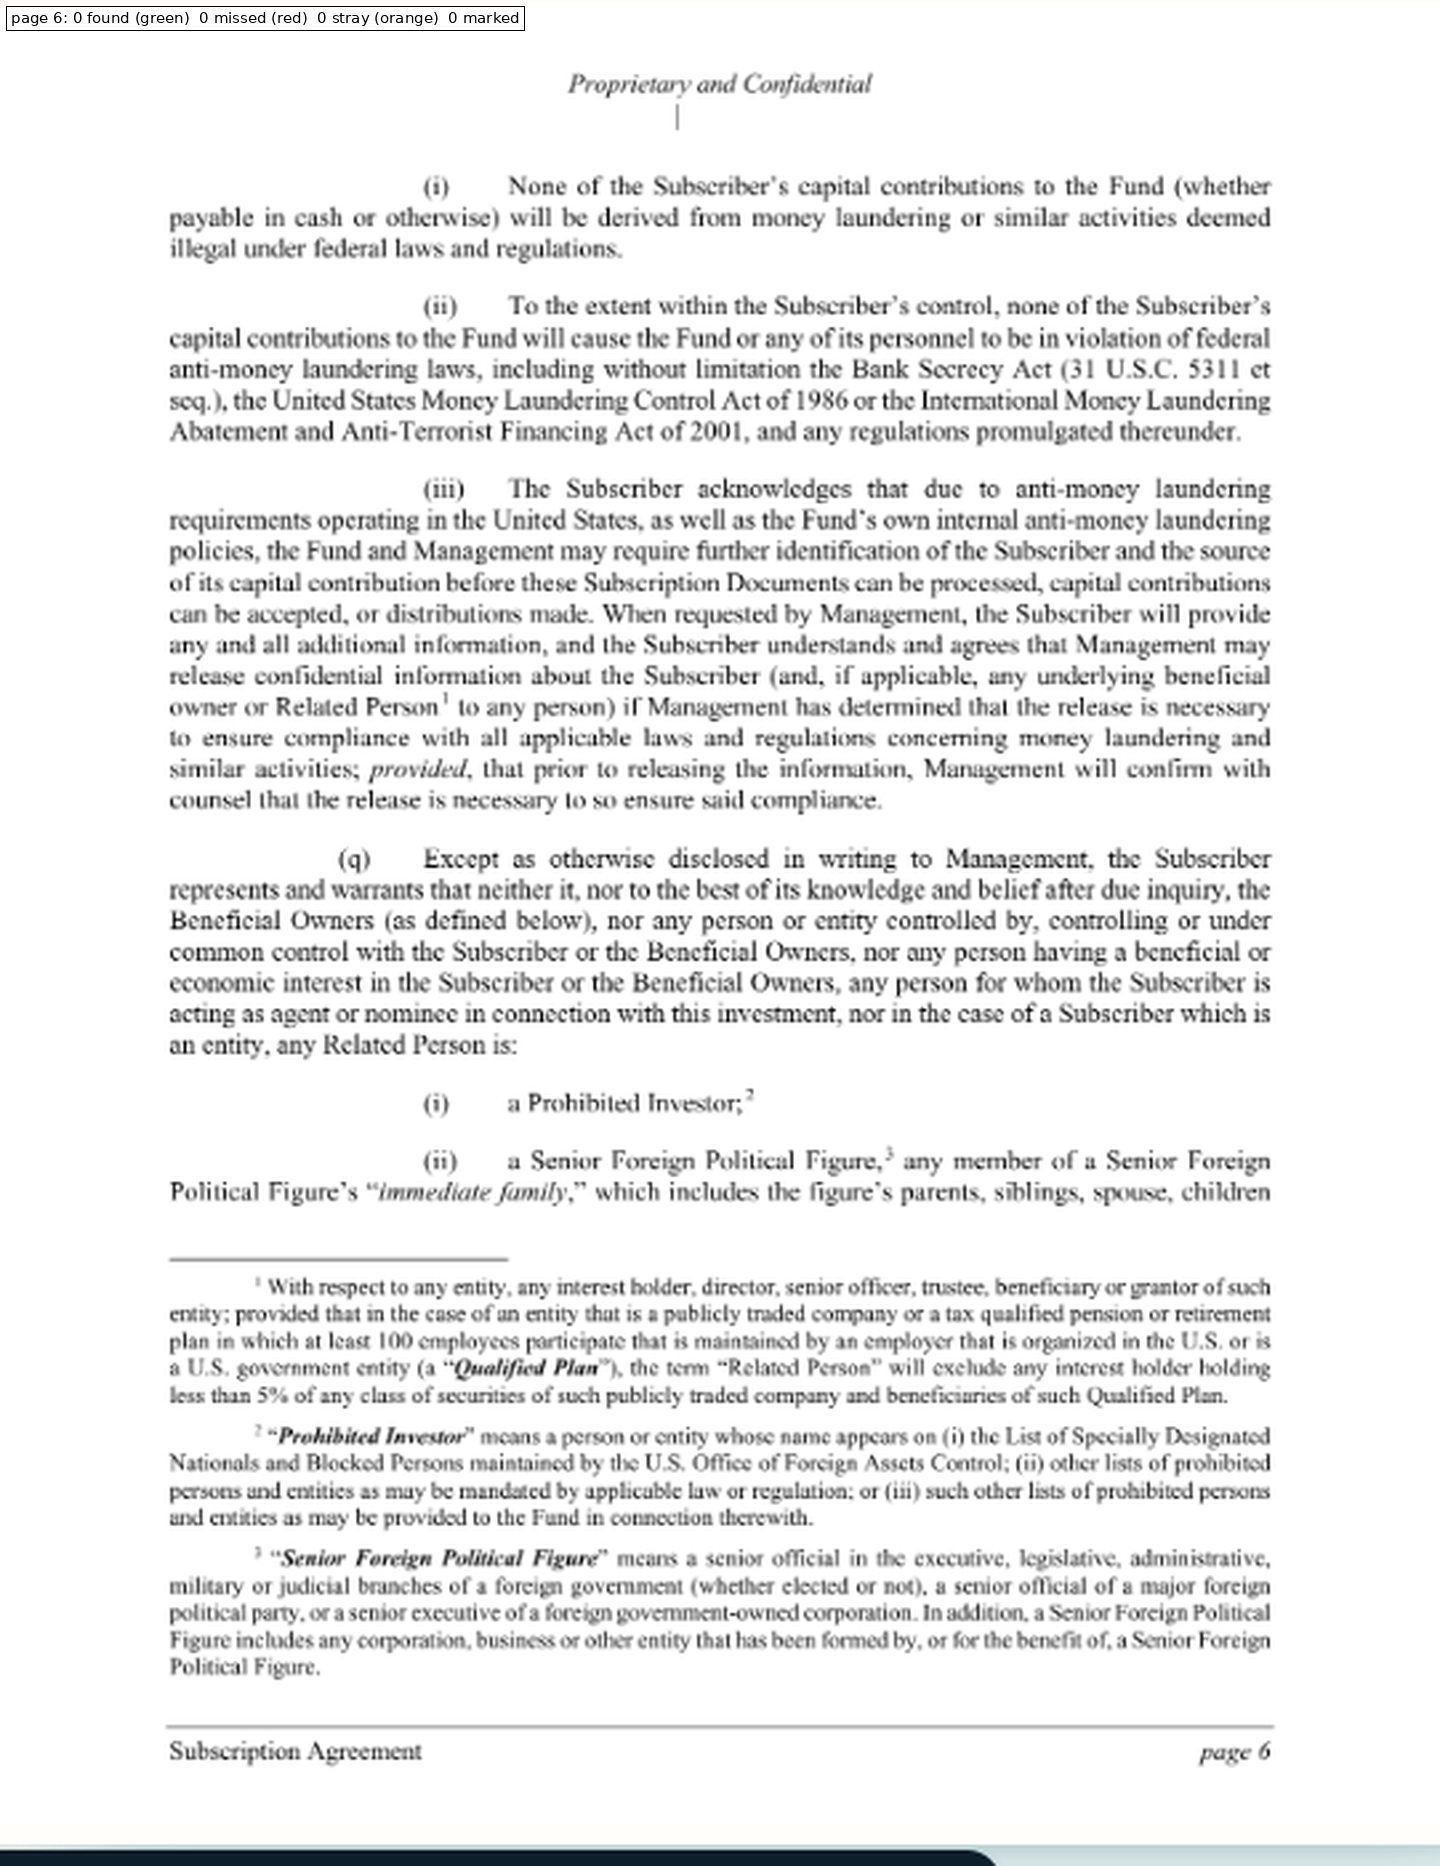 page 6: 0 found (green)  0 missed (red)  0 stray (orange)  0 marked
Proprietary and Confidential
(i) None of the Subscriber's capital contributions to the Fund (whether
payable in cash or otherwise) will be derived from money laundering or similar activities deemed
illegal under federal laws and regulations.
(ii) To the extent within the Subscriber's control, none of the Subscriber's
capital contributions to the Fund will cause the Fund or any of its personnel to be in violation of federal
anti-money laundering laws, including without limitation the Bank Secrecy Act (31 U.S.C. 5311 et
seq.), the United States Money Laundering Control Act of 1986 or the International Money Laundering
Abatement and Anti-Terrorist Financing Act of 2001, and any regulations promulgated thereunder.
(iii) The Subscriber acknowledges that due to anti-money laundering
requirements operating in the United States, as well as the Fund's own internal anti-money laundering
policies, the Fund and Management may require further identification of the Subscriber and the source
of its capital contribution before these Subscription Documents can be processed, capital contributions
can be accepted, or distributions made. When requested by Management, the Subscriber will provide
any and all additional information, and the Subscriber understands and agrees that Management may
release confidential information about the Subscriber (and, if applicable, any underlying beneficial
owner or Related Person¹ to any person) if Management has determined that the release is necessary
to ensure compliance with all applicable laws and regulations concerning money laundering and
similar activities; provided, that prior to releasing the information, Management will confirm with
counsel that the release is necessary to so ensure said compliance.
(q) Except as otherwise disclosed in writing to Management, the Subscriber
represents and warrants that neither it, nor to the best of its knowledge and belief after due inquiry, the
Beneficial Owners (as defined below), nor any person or entity controlled by, controlling or under
common control with the Subscriber or the Beneficial Owners, nor any person having a beneficial or
economic interest in the Subscriber or the Beneficial Owners, any person for whom the Subscriber is
acting as agent or nominee in connection with this investment, nor in the case of a Subscriber which is
an entity, any Related Person is:
(i) a Prohibited Investor;²
(ii) a Senior Foreign Political Figure,³ any member of a Senior Foreign
Political Figure's “immediate family,” which includes the figure's parents, siblings, spouse, children
¹ With respect to any entity, any interest holder, director, senior officer, trustee, beneficiary or grantor of such
entity; provided that in the case of an entity that is a publicly traded company or a tax qualified pension or retirement
plan in which at least 100 employees participate that is maintained by an employer that is organized in the U.S. or is
a U.S. government entity (a “Qualified Plan”), the term “Related Person” will exclude any interest holder holding
less than 5% of any class of securities of such publicly traded company and beneficiaries of such Qualified Plan.
² “Prohibited Investor” means a person or entity whose name appears on (i) the List of Specially Designated
Nationals and Blocked Persons maintained by the U.S. Office of Foreign Assets Control; (ii) other lists of prohibited
persons and entities as may be mandated by applicable law or regulation; or (iii) such other lists of prohibited persons
and entities as may be provided to the Fund in connection therewith.
³ “Senior Foreign Political Figure” means a senior official in the executive, legislative, administrative,
military or judicial branches of a foreign government (whether elected or not), a senior official of a major foreign
political party, or a senior executive of a foreign government-owned corporation. In addition, a Senior Foreign Political
Figure includes any corporation, business or other entity that has been formed by, or for the benefit of, a Senior Foreign
Political Figure.
Subscription Agreement page 6